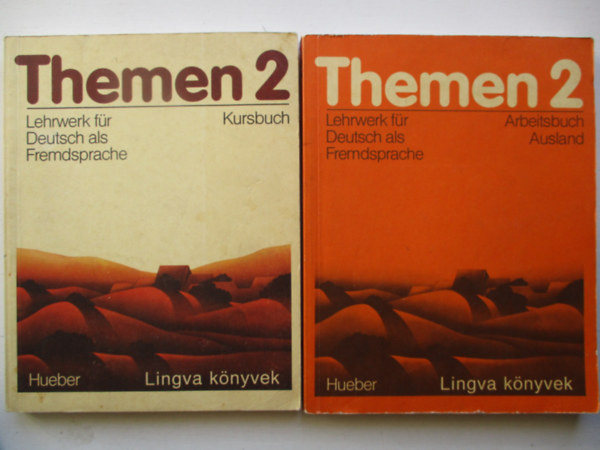 Themen 2
Lehrwerk für
Deutsch als
Fremdsprache
Kursbuch
Hueber
Lingva könyvek
Themen 2
Lehrwerk für
Deutsch als
Fremdsprache
Arbeitsbuch
Ausland
Hueber
Lingva könyvek